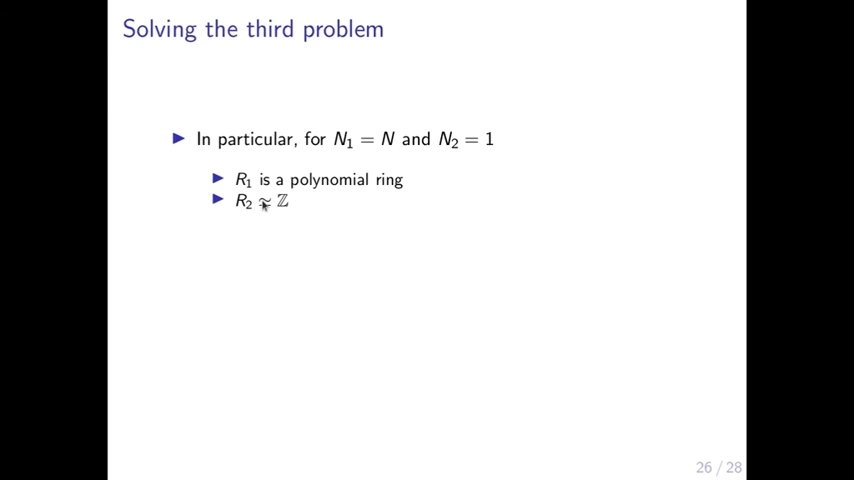 Solving the third problem
▶ In particular, for N₁ = N and N₂ = 1
▶ R₁ is a polynomial ring
▶ R₂ ≃ ℤ
26 / 28